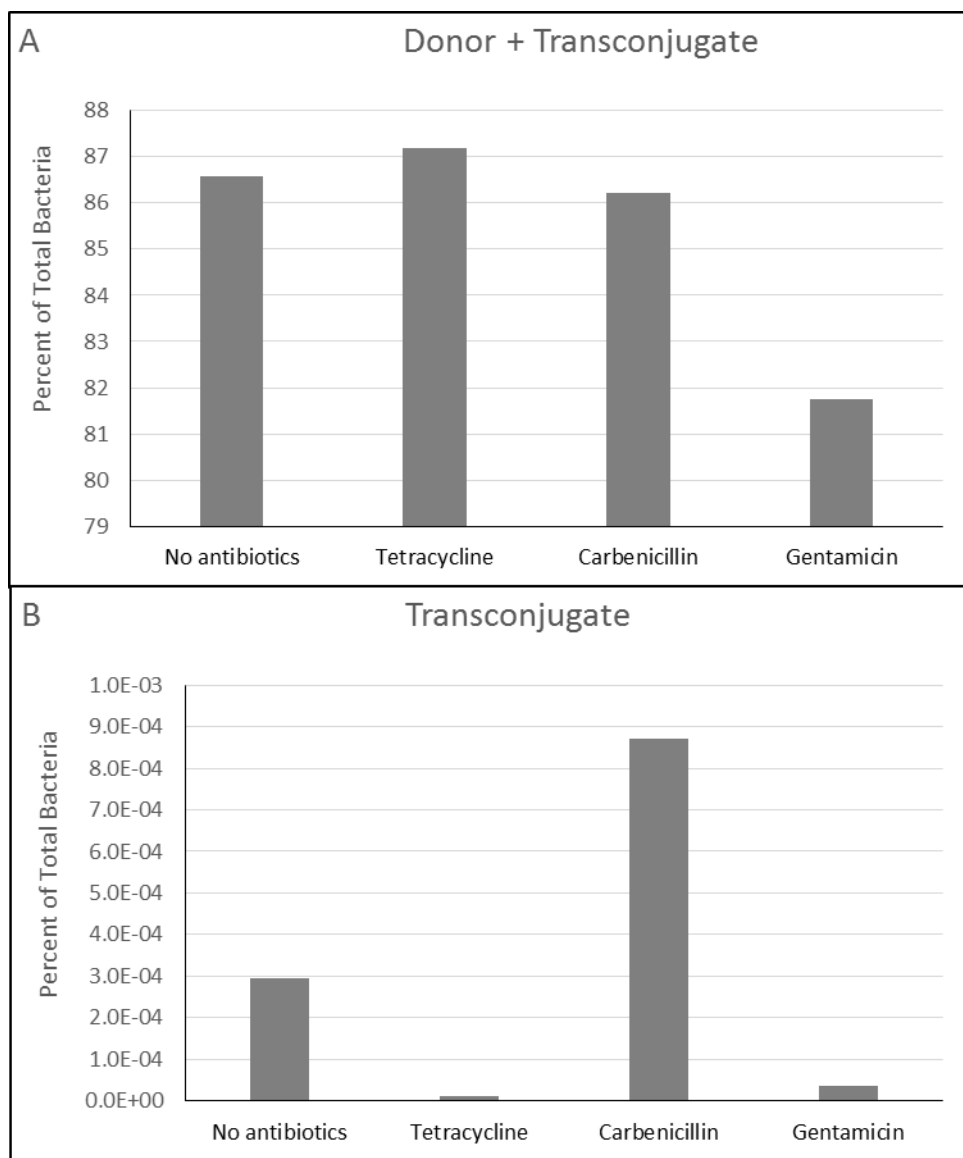 A
Donor + Transconjugate
Percent of Total Bacteria
88
87
86
85
84
83
82
81
80
79
No antibiotics Tetracycline Carbenicillin Gentamicin
B
Transconjugate
Percent of Total Bacteria
1.0E-03
9.0E-04
8.0E-04
7.0E-04
6.0E-04
5.0E-04
4.0E-04
3.0E-04
2.0E-04
1.0E-04
0.0E+00
No antibiotics Tetracycline Carbenicillin Gentamicin